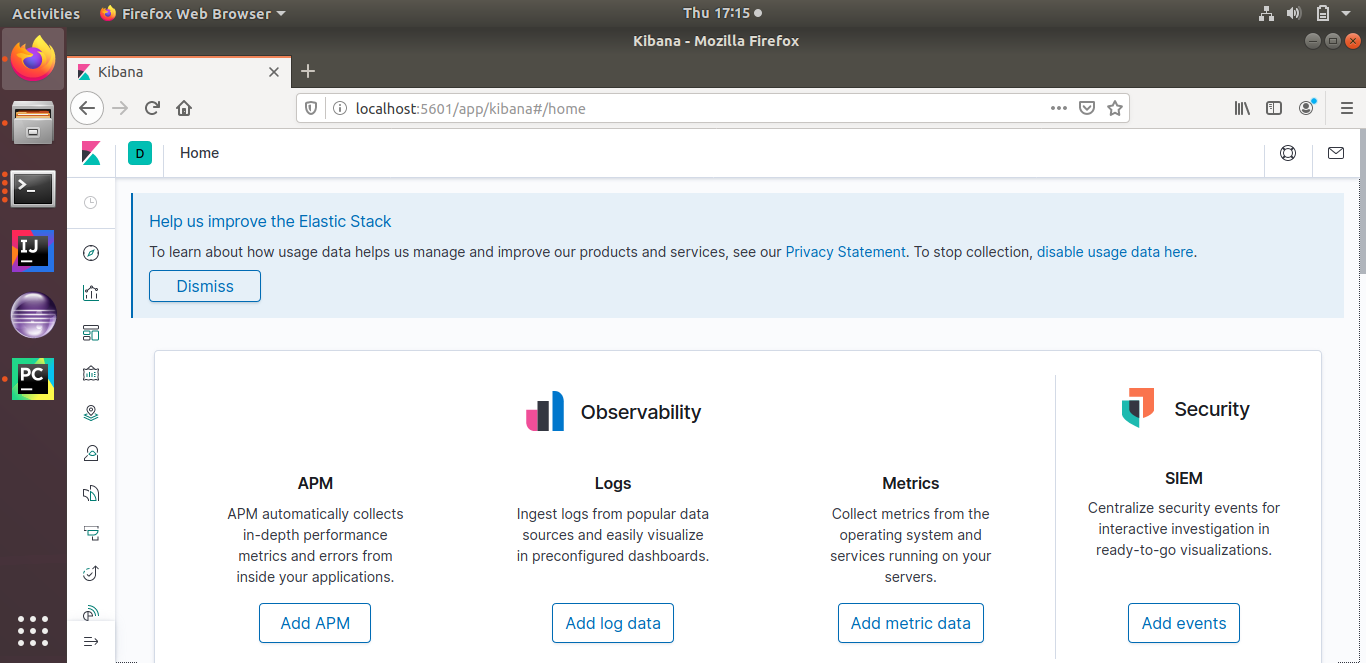 Activities Firefox Web Browser Thu 17:15
Kibana - Mozilla Firefox
Kibana
localhost:5601/app/kibana#/home
D Home
Help us improve the Elastic Stack
To learn about how usage data helps us manage and improve our products and services, see our Privacy Statement. To stop collection, disable usage data here.
Dismiss
Observability
Security
APM
APM automatically collects
in-depth performance
metrics and errors from
inside your applications.
Add APM
Logs
Ingest logs from popular data
sources and easily visualize
in preconfigured dashboards.
Add log data
Metrics
Collect metrics from the
operating system and
services running on your
servers.
Add metric data
SIEM
Centralize security events for
interactive investigation in
ready-to-go visualizations.
Add events
IJ
PC